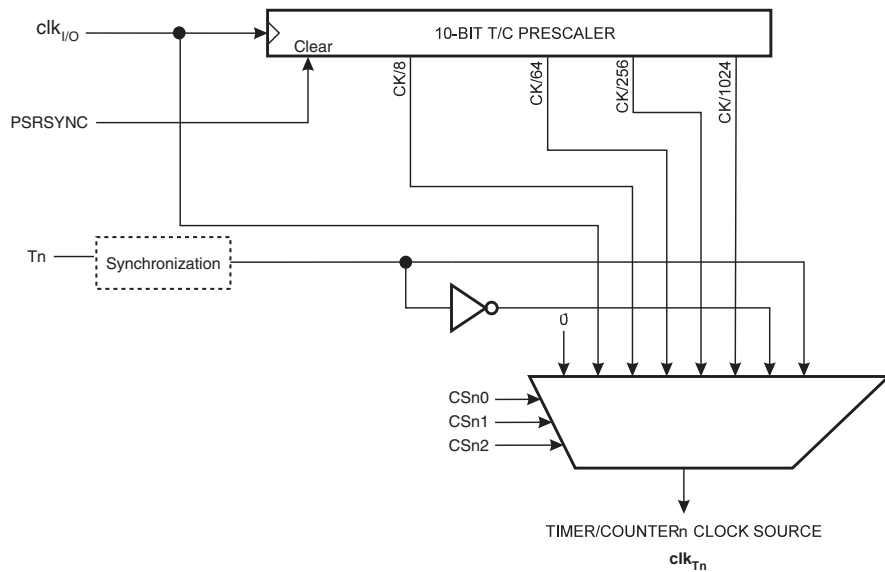 clkI/O
10-BIT T/C PRESCALER
Clear
CK/8
CK/64
CK/256
CK/1024
PSRSYNC
Tn
Synchronization
0
CSn0
CSn1
CSn2
TIMER/COUNTERn CLOCK SOURCE
clkTn